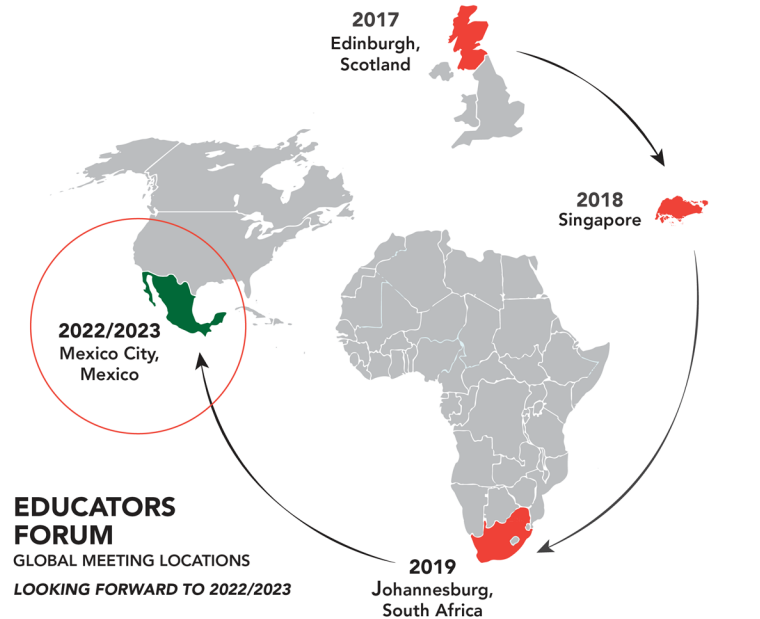 2017
Edinburgh,
Scotland
2018
Singapore
2022/2023
Mexico City,
Mexico
EDUCATORS
FORUM
GLOBAL MEETING LOCATIONS
LOOKING FORWARD TO 2022/2023
2019
Johannesburg,
South Africa